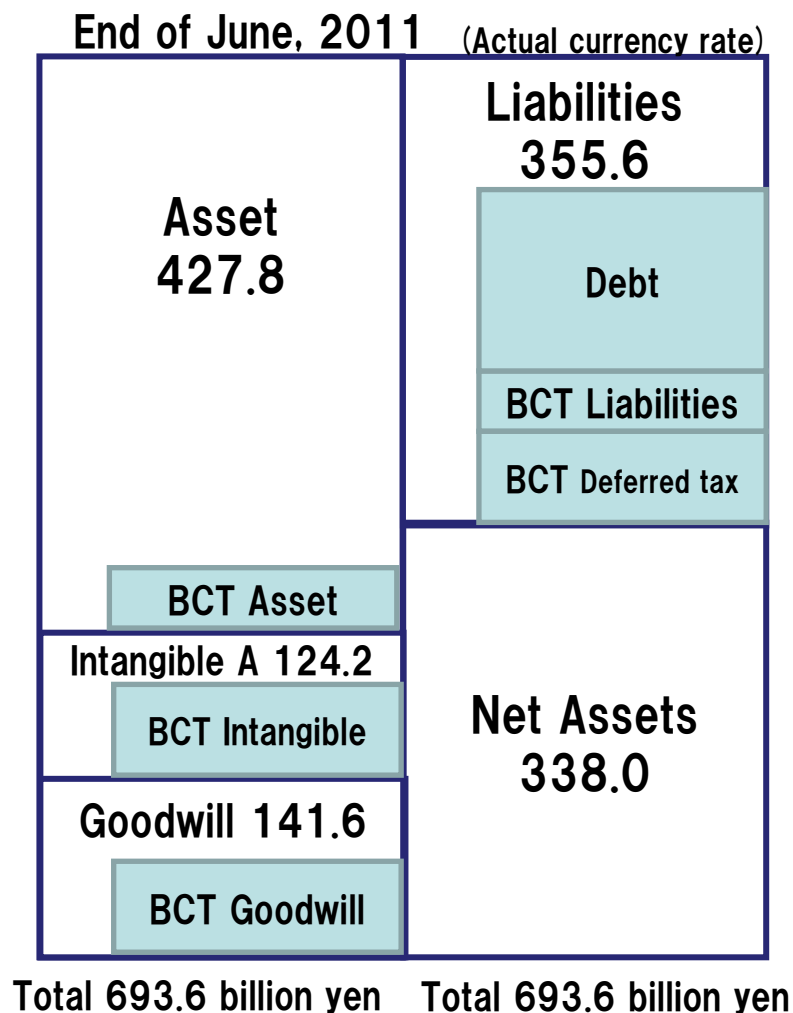 End of June, 2011 (Actual currency rate)
Asset
427.8
BCT Asset
Intangible A 124.2
BCT Intangible
Goodwill 141.6
BCT Goodwill
Total 693.6 billion yen
Liabilities
355.6
Debt
BCT Liabilities
BCT Deferred tax
Net Assets
338.0
Total 693.6 billion yen